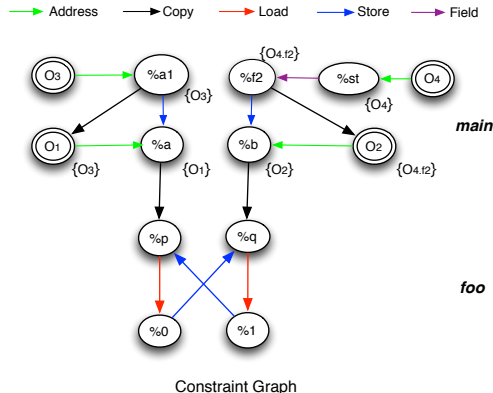 Address Copy Load Store Field
{O4.f2}
O3 %a1 %f2 %st O4
{O3} {O4}
main
O1 %a %b O2
{O3} {O1} {O2} {O4.f2}
%p %q
foo
%0 %1
Constraint Graph